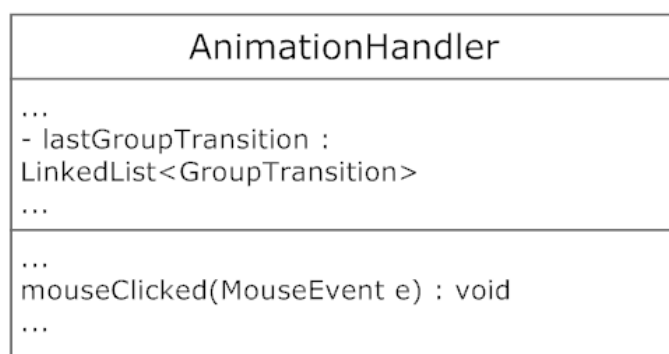 AnimationHandler
...
- lastGroupTransition :
LinkedList<GroupTransition>
...
...
mouseClicked(MouseEvent e) : void
...